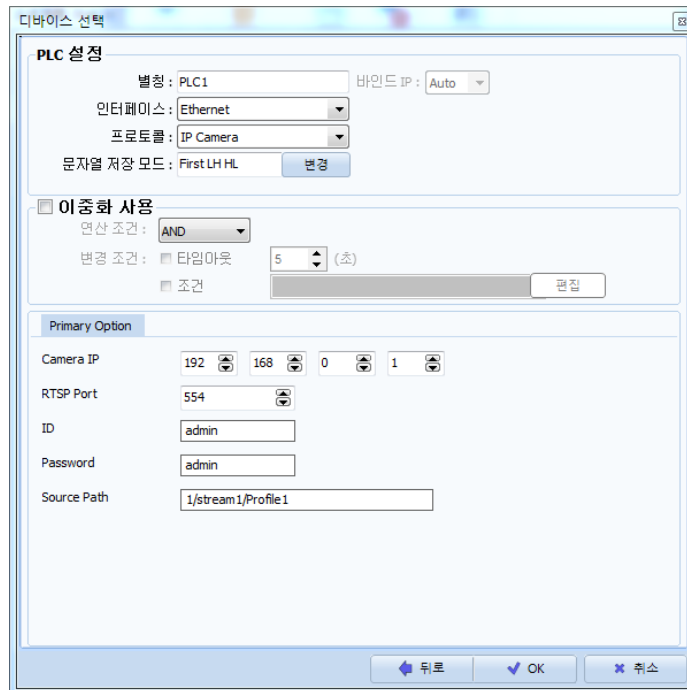 디바이스 선택
PLC 설정
별칭 : PLC1 바인드 IP : Auto
인터페이스 : Ethernet
프로토콜 : IP Camera
문자열 저장 모드 : First LH HL 변경
이중화 사용
연산 조건 : AND
변경 조건 : 타임아웃 5 (초)
조건 편집
Primary Option
Camera IP 192 168 0 1
RTSP Port 554
ID admin
Password admin
Source Path 1/stream1/Profile1
뒤로 OK 취소